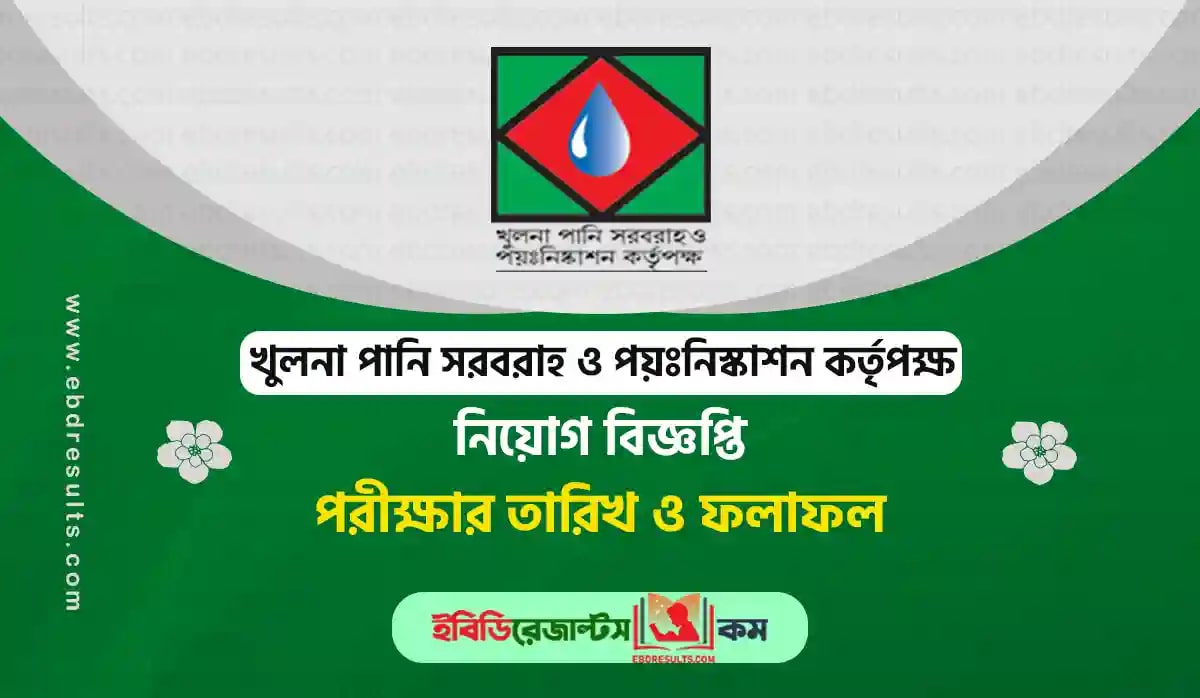 খুলনা পানি সরবরাহ ও
পয়ঃনিষ্কাশন কর্তৃপক্ষ
খুলনা পানি সরবরাহ ও পয়ঃনিস্কাশন কর্তৃপক্ষ
নিয়োগ বিজ্ঞপ্তি
পরীক্ষার তারিখ ও ফলাফল
www.ebdresults.com
ইবিডিরেজাল্টস কম
EBDRESULTS.COM